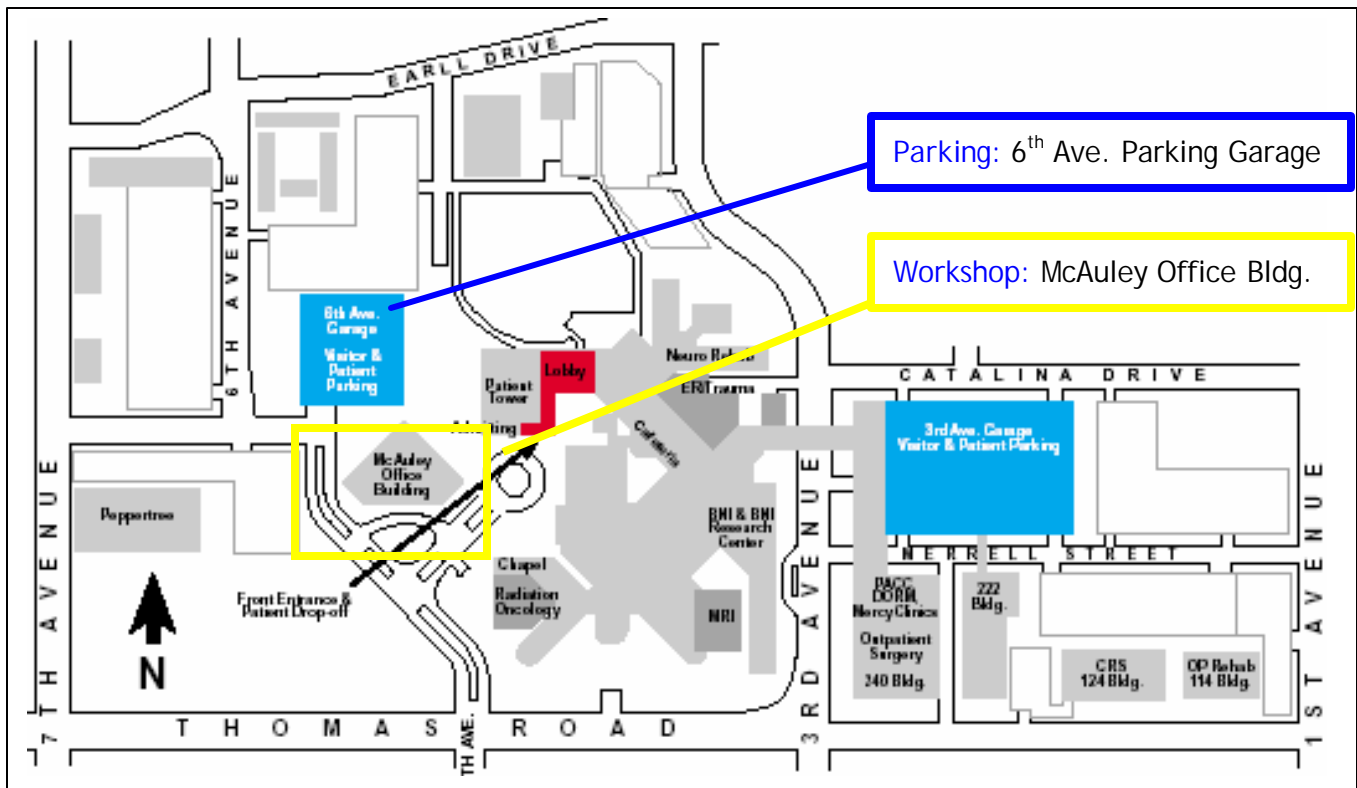 EARLL DRIVE
Parking: 6th Ave. Parking Garage
Workshop: McAuley Office Bldg.
6TH AVENUE
6th Ave.
Garage
Visitor &
Patient
Parking
Neuro Rehab
Lobby
Patient
Tower
ER/Trauma
CATALINA DRIVE
Admitting
Cafeteria
3rd Ave. Garage
Visitor & Patient Parking
McAuley
Office
Building
Peppertree
BNI & BNI
Research
Center
MERRELL STREET
Chapel
Radiation
Oncology
MRI
Front Entrance &
Patient Drop-off
PACC,
DORM,
Mercy Clinics
Outpatient
Surgery
240 Bldg.
222
Bldg.
CRS
124 Bldg.
OP Rehab
114 Bldg.
N
7TH AVENUE
THOMAS ROAD
TH AVE.
3RD AVENUE
1ST AVENUE